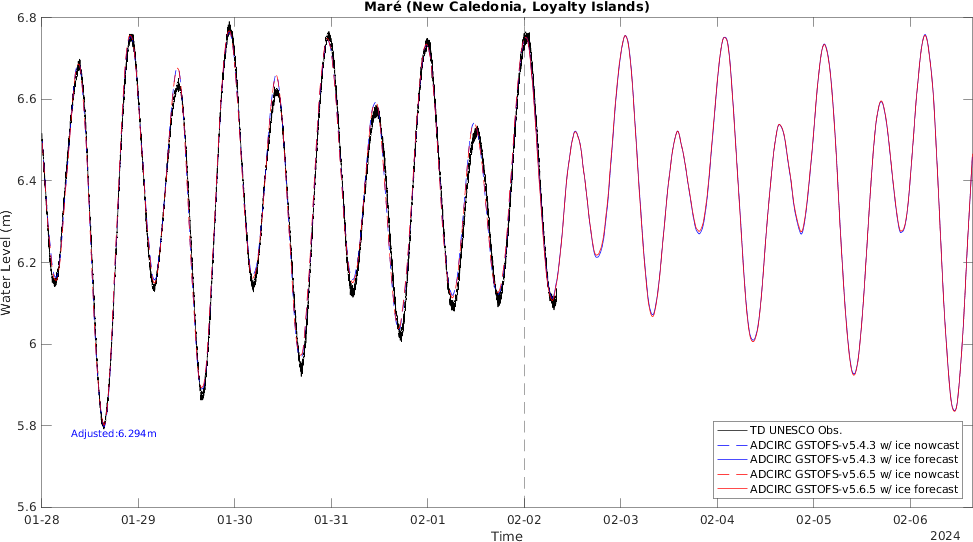 Maré (New Caledonia, Loyalty Islands)
6.8
6.6
6.4
6.2
6
5.8
5.6
Water Level (m)
Adjusted:6.294m
TD UNESCO Obs.
ADCIRC GSTOFS-v5.4.3 w/ ice nowcast
ADCIRC GSTOFS-v5.4.3 w/ ice forecast
ADCIRC GSTOFS-v5.6.5 w/ ice nowcast
ADCIRC GSTOFS-v5.6.5 w/ ice forecast
01-28 01-29 01-30 01-31 02-01 02-02 02-03 02-04 02-05 02-06
Time
2024